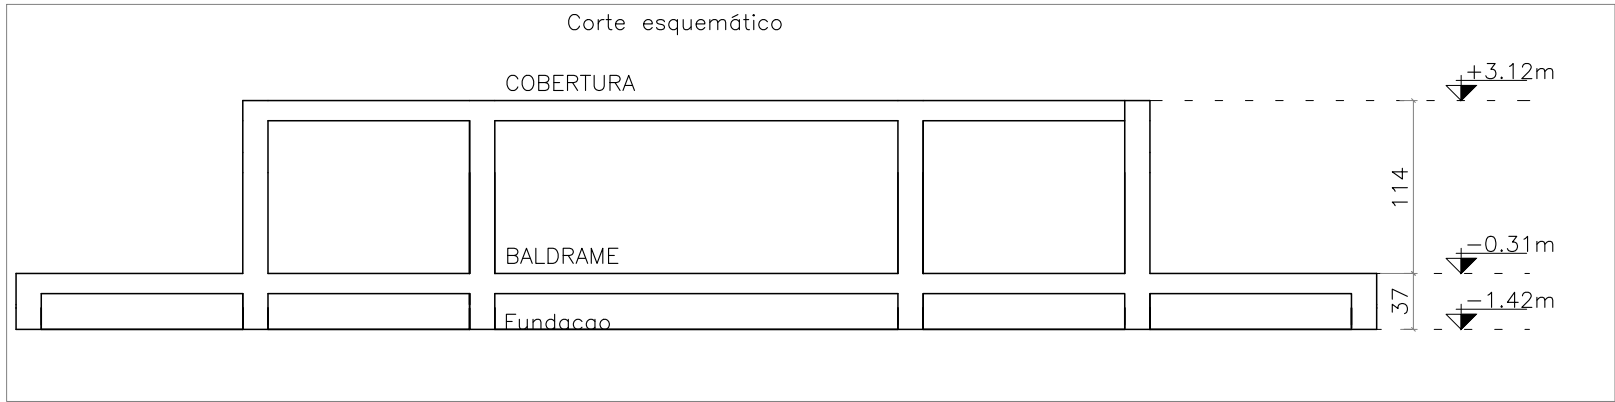 Corte esquemático
COBERTURA
+3.12m
114
BALDRAME
-0.31m
37
-1.42m
Fundacao